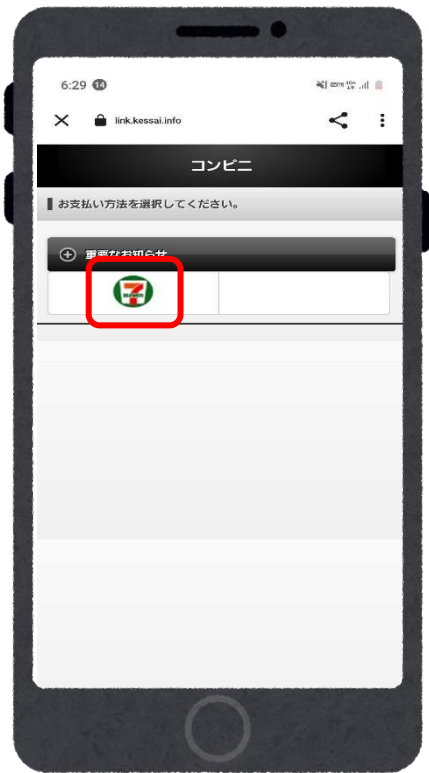 6:29 14
link.kessai.info
コンビニ
お支払い方法を選択してください。
重要なお知らせ
7